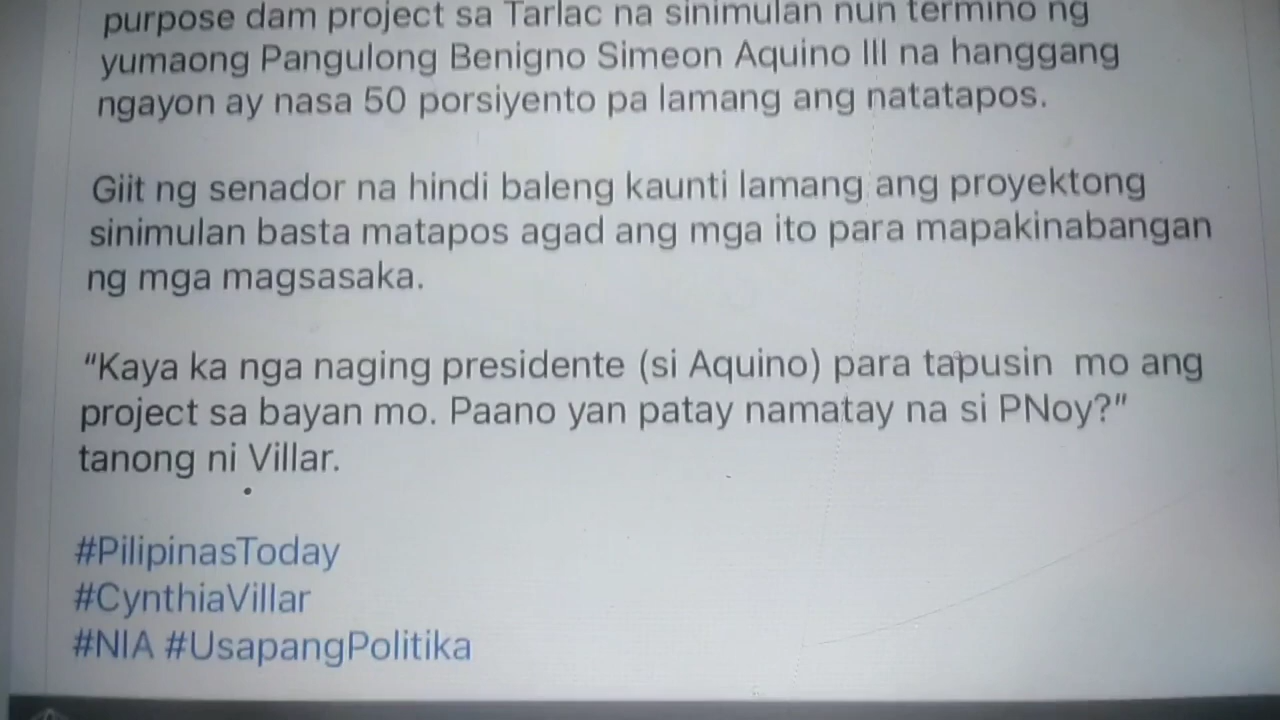 purpose dam project sa Tarlac na sinimulan nun termino ng
yumaong Pangulong Benigno Simeon Aquino III na hanggang
ngayon ay nasa 50 porsiyento pa lamang ang natatapos.
Giit ng senador na hindi baleng kaunti lamang ang proyektong
sinimulan basta matapos agad ang mga ito para mapakinabangan
ng mga magsasaka.
“Kaya ka nga naging presidente (si Aquino) para tapusin  mo ang
project sa bayan mo. Paano yan patay namatay na si PNoy?”
tanong ni Villar.
#PilipinasToday
#CynthiaVillar
#NIA #UsapangPolitika